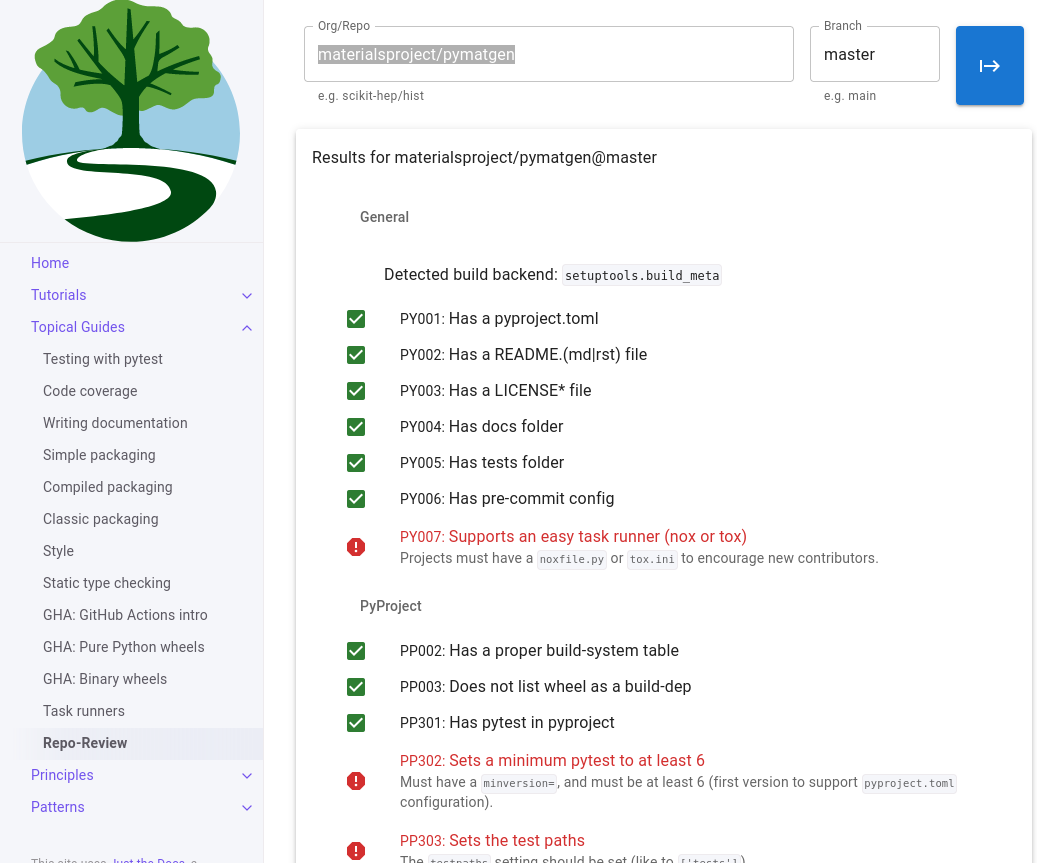 Home
Tutorials
Topical Guides
Testing with pytest
Code coverage
Writing documentation
Simple packaging
Compiled packaging
Classic packaging
Style
Static type checking
GHA: GitHub Actions intro
GHA: Pure Python wheels
GHA: Binary wheels
Task runners
Repo-Review
Principles
Patterns
This site uses Just the Docs, a
Org/Repo
materialsproject/pymatgen
e.g. scikit-hep/hist
Branch
master
e.g. main
Results for materialsproject/pymatgen@master
General
Detected build backend: setuptools.build_meta
PY001: Has a pyproject.toml
PY002: Has a README.(md|rst) file
PY003: Has a LICENSE* file
PY004: Has docs folder
PY005: Has tests folder
PY006: Has pre-commit config
PY007: Supports an easy task runner (nox or tox)
Projects must have a noxfile.py or tox.ini to encourage new contributors.
PyProject
PP002: Has a proper build-system table
PP003: Does not list wheel as a build-dep
PP301: Has pytest in pyproject
PP302: Sets a minimum pytest to at least 6
Must have a minversion=, and must be at least 6 (first version to support pyproject.toml
configuration).
PP303: Sets the test paths
The testpaths setting should be set (like to ['tests'])